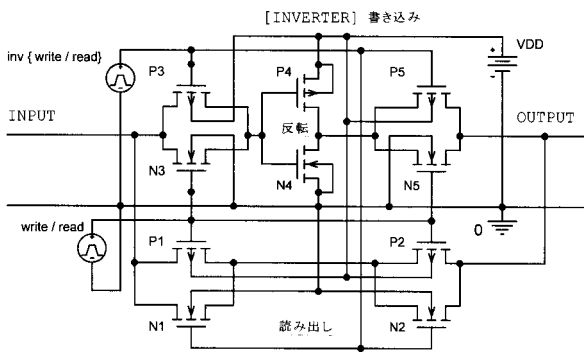 [INVERTER] 書き込み
VDD
inv { write / read}
P3
P4
P5
INPUT
OUTPUT
反転
N3
N4
N5
write / read
P1
P2
0
N1
読み出し
N2